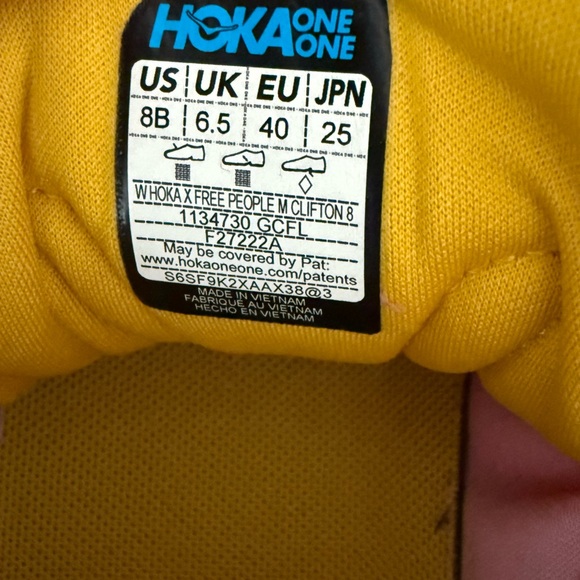 HOKA ONE ONE
US UK EU JPN
8B 6.5 40 25
W HOKA X FREE PEOPLE M CLIFTON 8
1134730 GCFL
F27222A
May be covered by Pat:
www.hokaoneone.com/patents
S6SF9K2XAAX38@3
MADE IN VIETNAM
FABRIQUÉ AU VIETNAM
HECHO EN VIETNAM